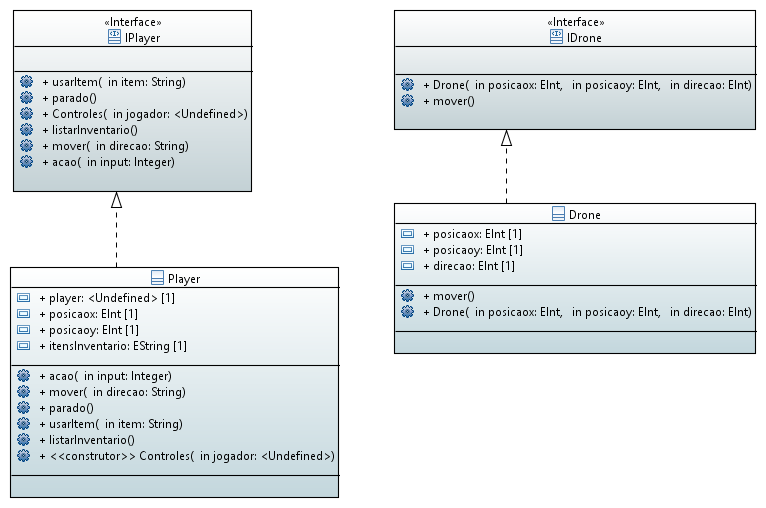 «Interface»
IPlayer
+ usarItem( in item: String)
+ parado()
+ Controles( in jogador: <Undefined>)
+ listarInventario()
+ mover( in direcao: String)
+ acao( in input: Integer)
«Interface»
IDrone
+ Drone( in posicaox: EInt, in posicaoy: EInt, in direcao: EInt)
+ mover()
Player
+ player: <Undefined> [1]
+ posicaox: EInt [1]
+ posicaoy: EInt [1]
+ itensInventario: EString [1]
+ acao( in input: Integer)
+ mover( in direcao: String)
+ parado()
+ usarItem( in item: String)
+ listarInventario()
+ <<construtor>> Controles( in jogador: <Undefined>)
Drone
+ posicaox: EInt [1]
+ posicaoy: EInt [1]
+ direcao: EInt [1]
+ mover()
+ Drone( in posicaox: EInt, in posicaoy: EInt, in direcao: EInt)